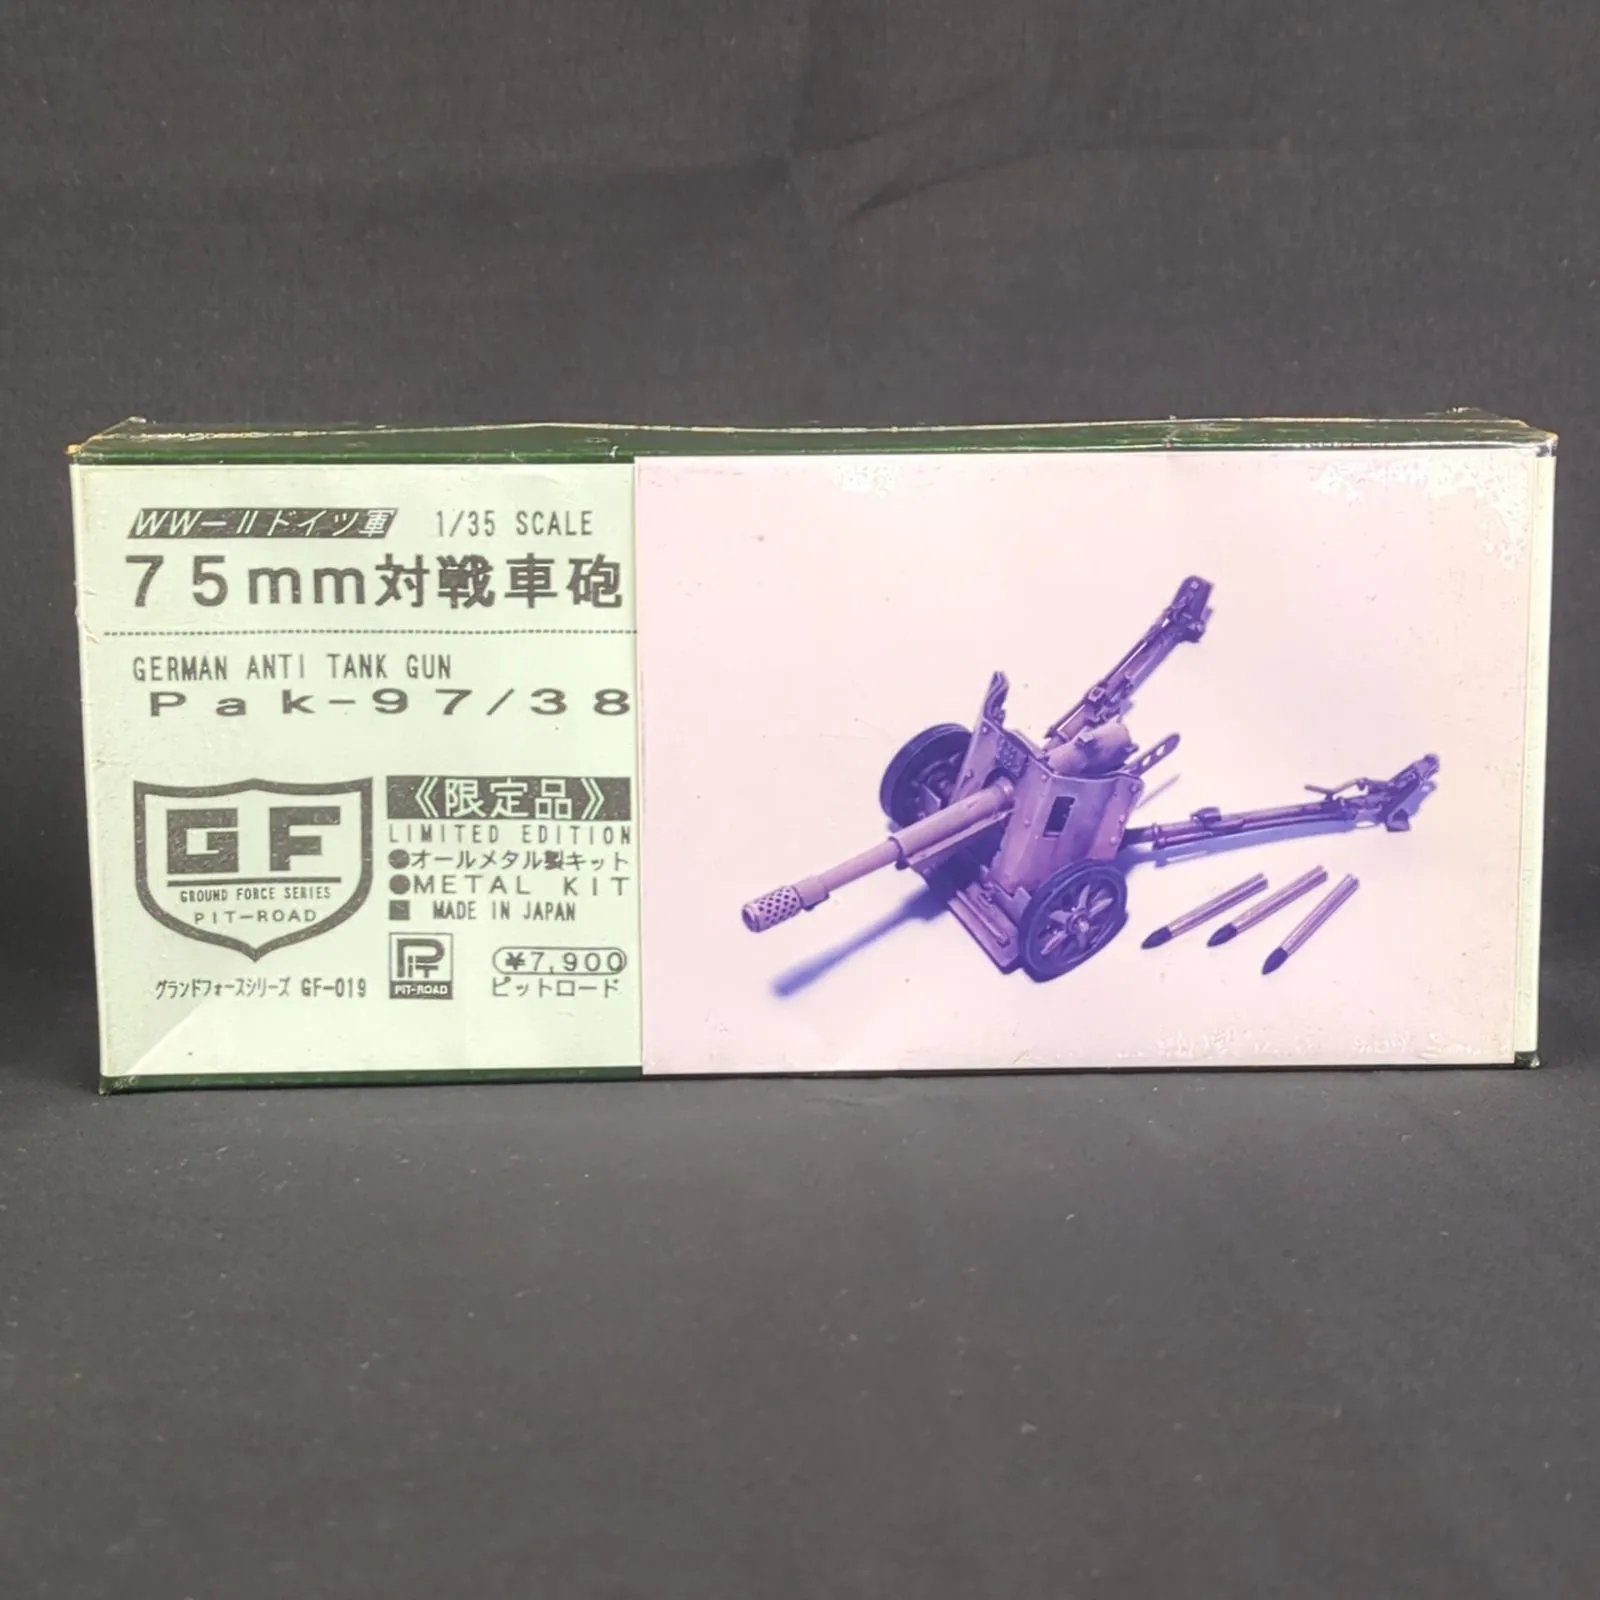 WW-II ドイツ軍 1/35 SCALE
75mm対戦車砲
GERMAN ANTI TANK GUN
Pak-97/38
GF
GROUND FORCE SERIES
PIT-ROAD
グランドフォースシリーズ GF-019
《限定品》
LIMITED EDITION
●オールメタル製キット
●METAL KIT
■ MADE IN JAPAN
PIT
PIT-ROAD
¥7,900
ピットロード